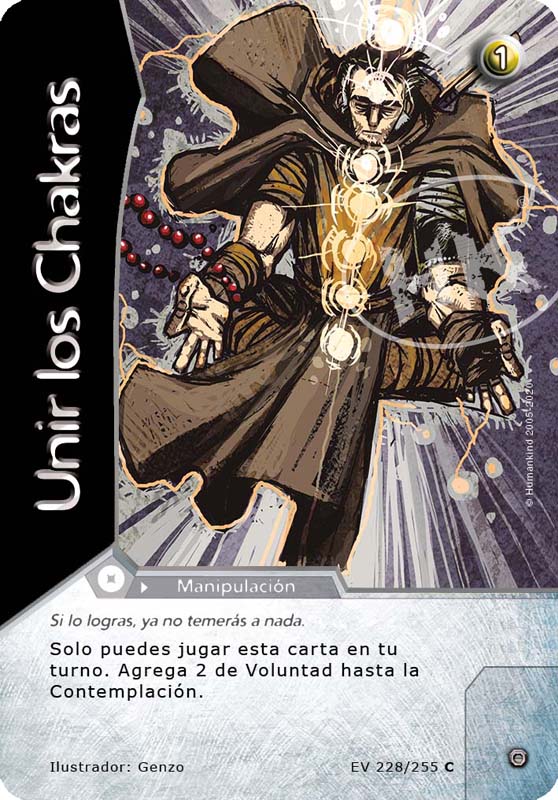 Unir los Chakras
1
© Humankind 2005-2020
Manipulación
Si lo logras, ya no temerás a nada.
Solo puedes jugar esta carta en tu
turno. Agrega 2 de Voluntad hasta la
Contemplación.
Ilustrador: Genzo
EV 228/255 C